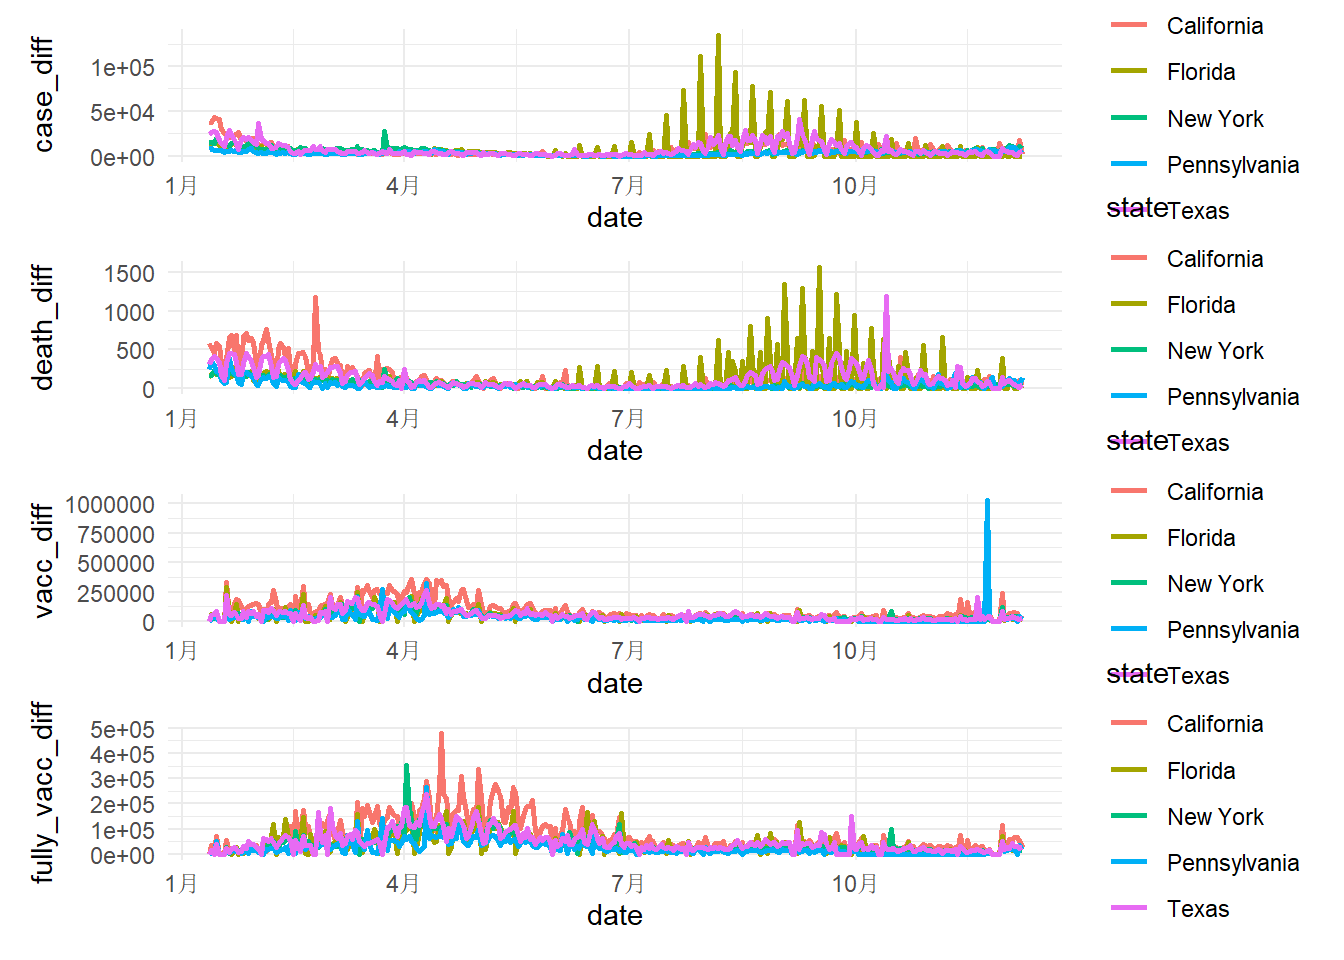 case_diff
1e+05
5e+04
0e+00
1月 4月 7月 10月
date
California
Florida
New York
Pennsylvania
Texas
death_diff
1500
1000
500
0
1月 4月 7月 10月
date
state
California
Florida
New York
Pennsylvania
Texas
vacc_diff
1000000
750000
500000
250000
0
1月 4月 7月 10月
date
state
California
Florida
New York
Pennsylvania
Texas
fully_vacc_diff
5e+05
4e+05
3e+05
2e+05
1e+05
0e+00
1月 4月 7月 10月
date
state
California
Florida
New York
Pennsylvania
Texas